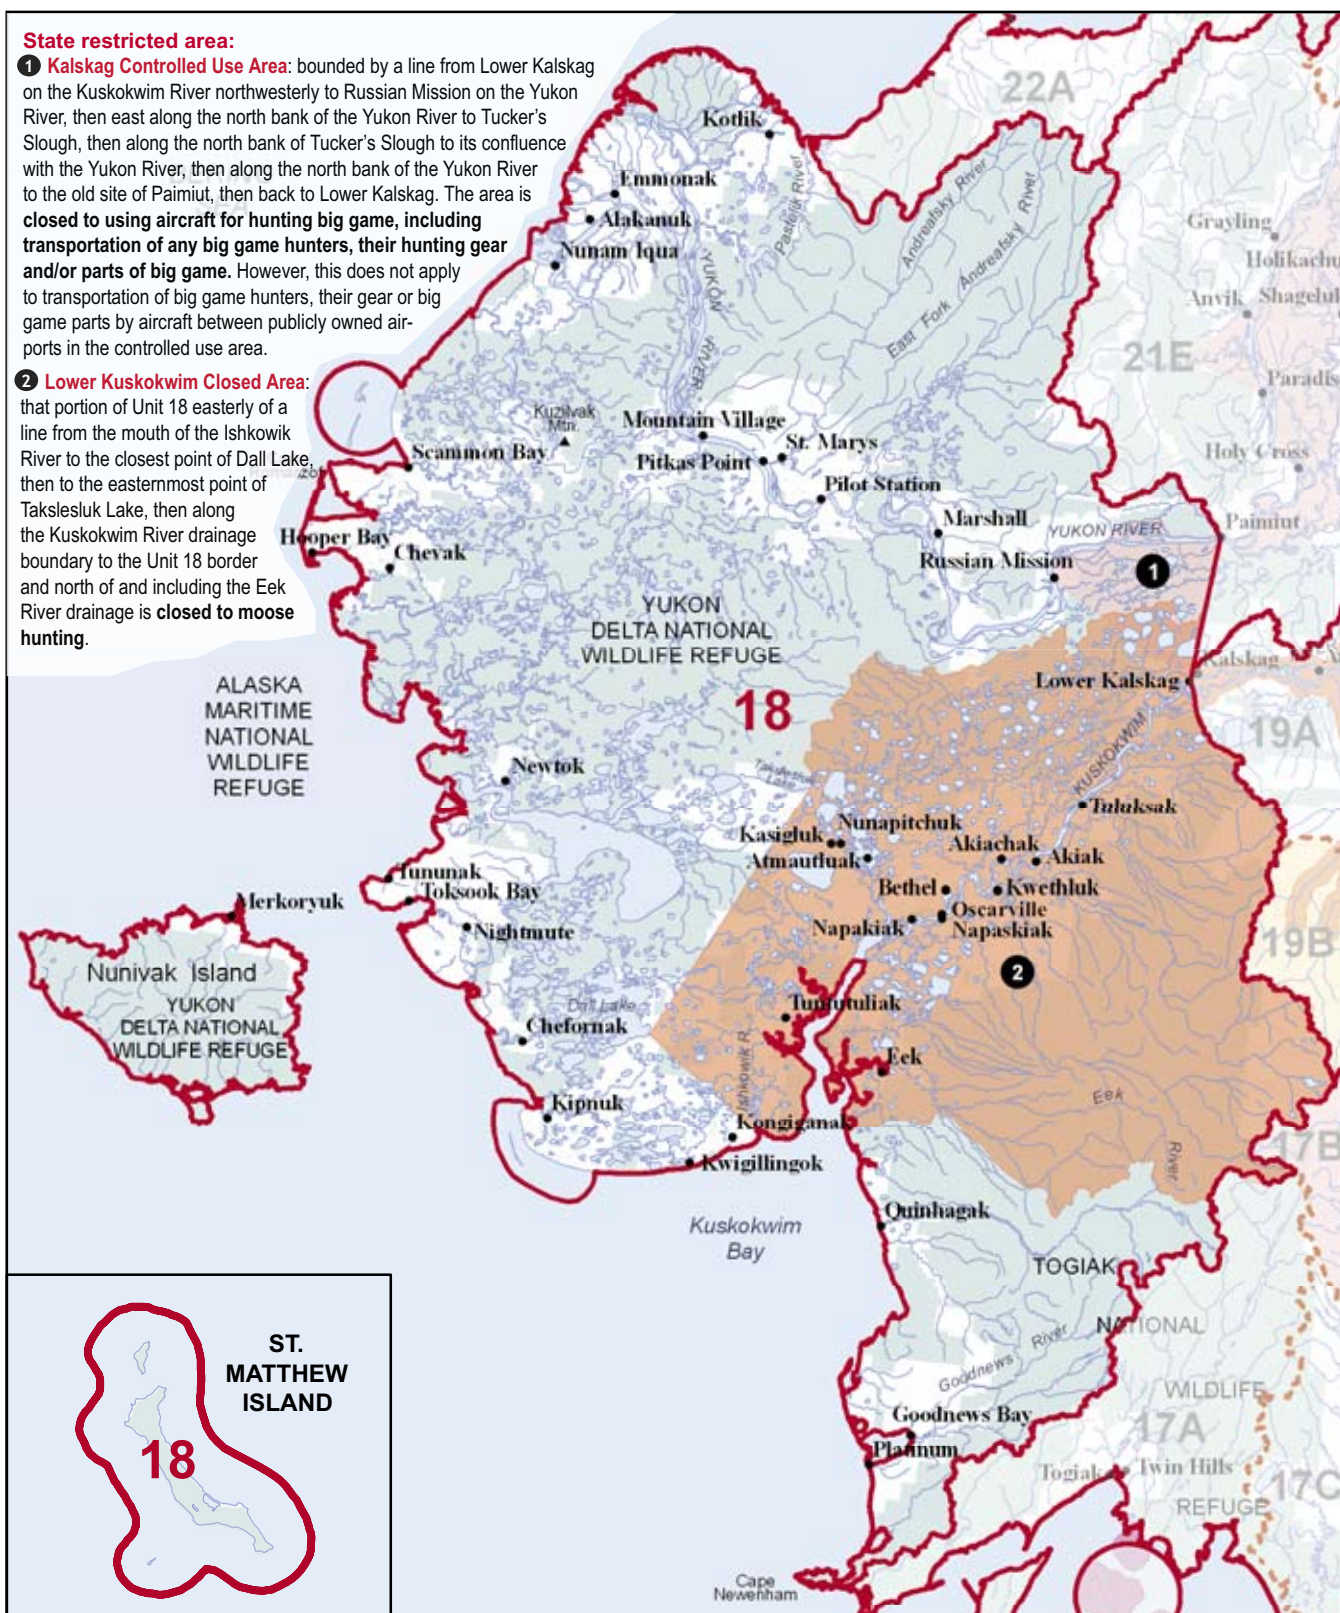 State restricted area:
1 Kalskag Controlled Use Area: bounded by a line from Lower Kalskag
on the Kuskokwim River northwesterly to Russian Mission on the Yukon
River, then east along the north bank of the Yukon River to Tucker's
Slough, then along the north bank of Tucker's Slough to its confluence
with the Yukon River, then along the north bank of the Yukon River
to the old site of Paimiut, then back to Lower Kalskag. The area is
closed to using aircraft for hunting big game, including
transportation of any big game hunters, their hunting gear
and/or parts of big game. However, this does not apply
to transportation of big game hunters, their gear or big
game parts by aircraft between publicly owned air-
ports in the controlled use area.
2 Lower Kuskokwim Closed Area:
that portion of Unit 18 easterly of a
line from the mouth of the Ishkowik
River to the closest point of Dall Lake,
then to the easternmost point of
Takslesluk Lake, then along
the Kuskokwim River drainage
boundary to the Unit 18 border
and north of and including the Eek
River drainage is closed to moose
hunting.
22A
Kotlik
Emmonak
Alakanuk
Nunam Iqua
Pastolik River
YUKON
RIVER
Andreafsky River
East Fork Andreafsky River
Grayling
Holikachu
Anvik
Shageluk
21E
Paradis
Holy Cross
Paimiut
Kuzilvak
Mtn.
Mountain Village
St. Marys
Pitkas Point
Pilot Station
Scammon Bay
Marshall
YUKON RIVER
Hooper Bay
Chevak
Russian Mission
1
YUKON
DELTA NATIONAL
WILDLIFE REFUGE
18
Kalskag
Lower Kalskag
ALASKA
MARITIME
NATIONAL
WILDLIFE
REFUGE
19A
KUSKOKWIM
Newtok
Lake
Tuluksak
Kasigluk
Nunapitchuk
Atmautluak
Akiachak
Akiak
Bethel
Kwethluk
Oscarville
Napakiak
Napaskiak
Tununak
Toksook Bay
Merkoryuk
Nightmute
19B
2
Nunivak Island
YUKON
DELTA NATIONAL
WILDLIFE REFUGE
Dall Lake
Chefornak
Tuntutuliak
Ishkowik R.
Eek
Eek
River
Kipnuk
Kongiganak
Kwigillingok
17B
Kuskokwim
Bay
Quinhagak
TOGIAK
NATIONAL
WILDLIFE
REFUGE
Goodnews River
Goodnews Bay
Platinum
17A
Togiak
Twin Hills
17C
Cape
Newenham
ST.
MATTHEW
ISLAND
18